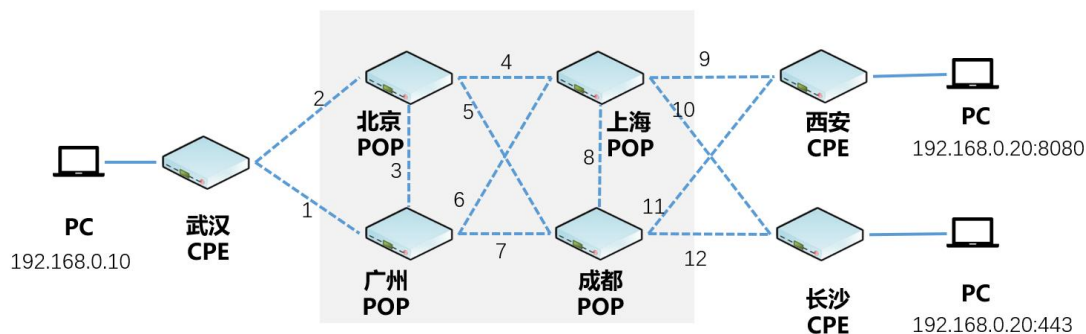 9
4
2
10
5
北京
POP
上海
POP
西安
CPE
PC
192.168.0.20:8080
3
8
6
11
1
7
12
PC
192.168.0.10
武汉
CPE
广州
POP
成都
POP
长沙
CPE
PC
192.168.0.20:443